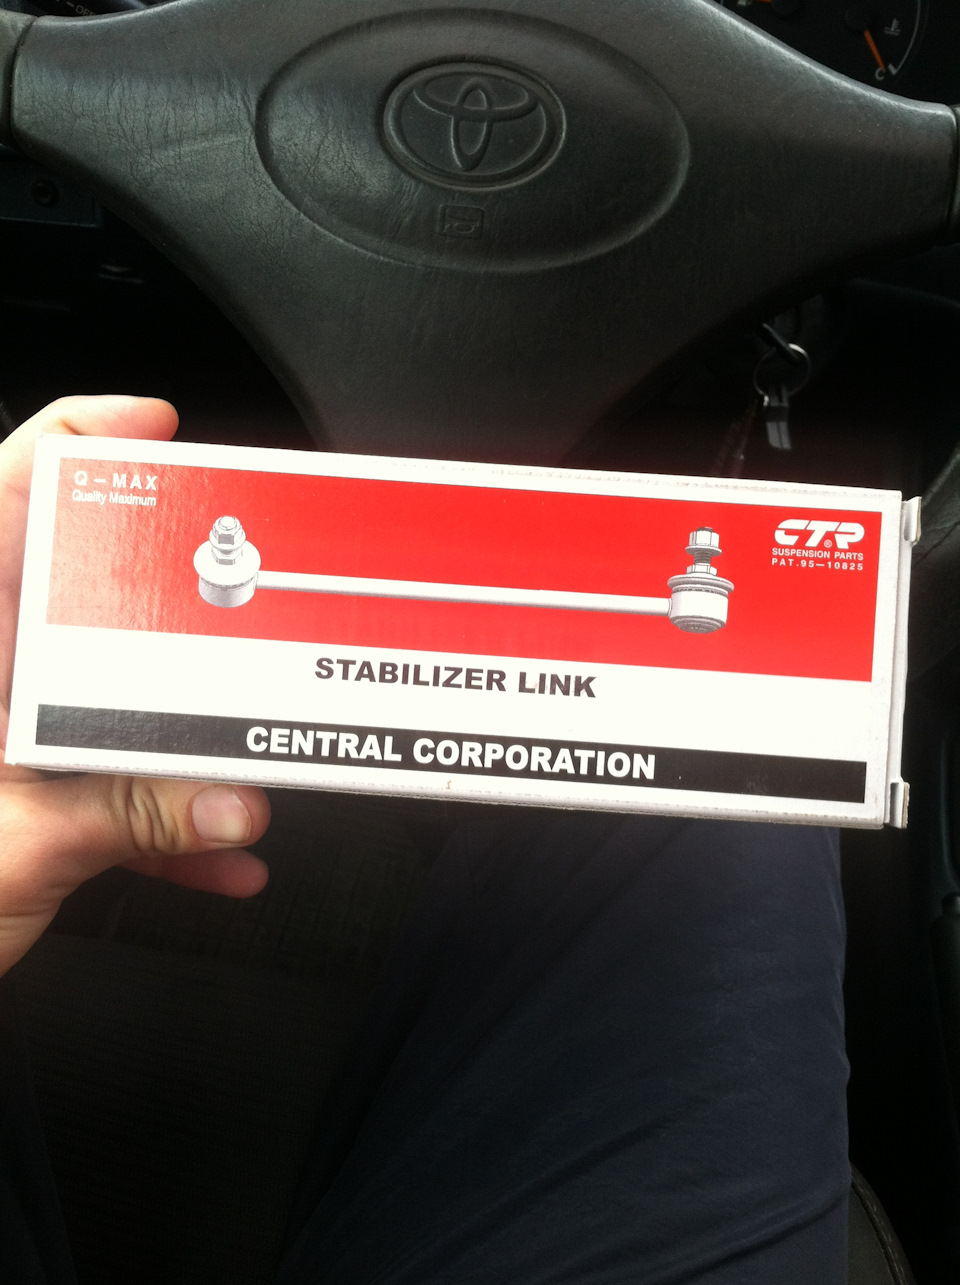 Q-MAX
Quality Maximum
CTR
SUSPENSION PARTS
PAT.95-10825
STABILIZER LINK
CENTRAL CORPORATION
C